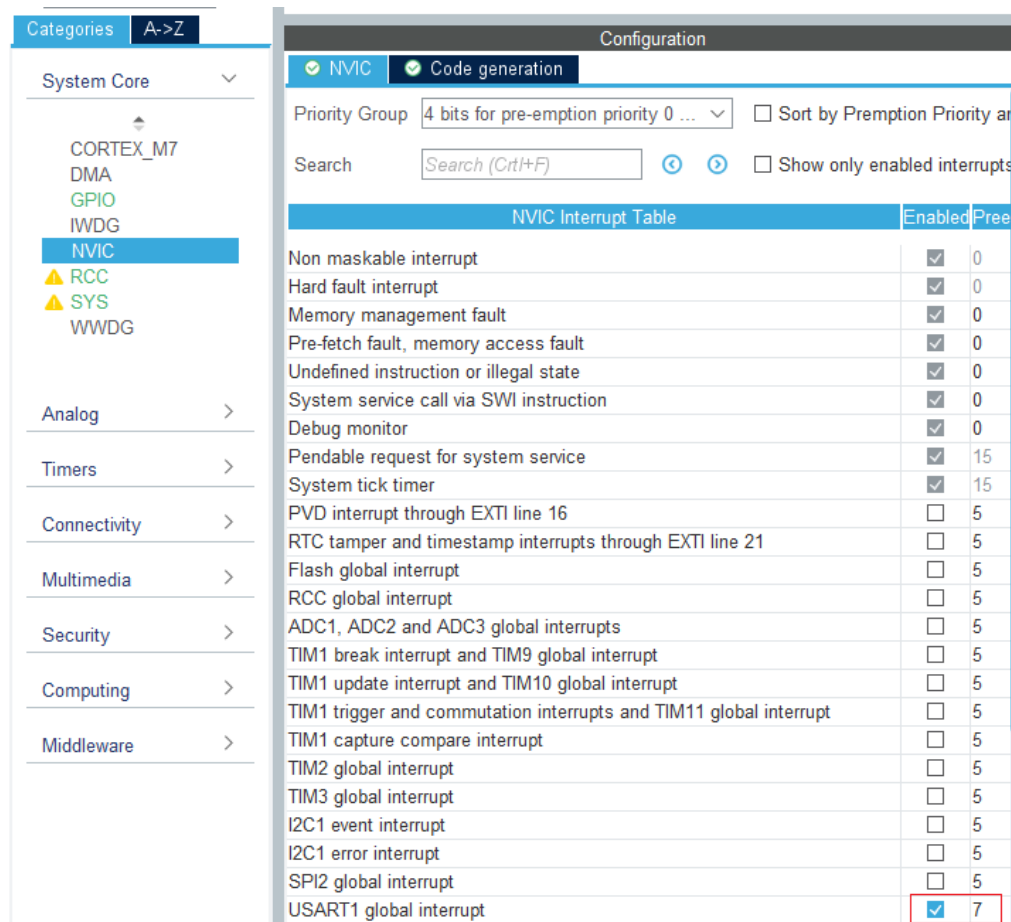 Categories A->Z
System Core
CORTEX_M7
DMA
GPIO
IWDG
NVIC
RCC
SYS
WWDG
Analog
Timers
Connectivity
Multimedia
Security
Computing
Middleware
Configuration
NVIC Code generation
Priority Group 4 bits for pre-emption priority 0 ... Sort by Premption Priority ar
Search Search (Crtl+F) Show only enabled interrupts
NVIC Interrupt Table Enabled Pree
Non maskable interrupt 0
Hard fault interrupt 0
Memory management fault 0
Pre-fetch fault, memory access fault 0
Undefined instruction or illegal state 0
System service call via SWI instruction 0
Debug monitor 0
Pendable request for system service 15
System tick timer 15
PVD interrupt through EXTI line 16 5
RTC tamper and timestamp interrupts through EXTI line 21 5
Flash global interrupt 5
RCC global interrupt 5
ADC1, ADC2 and ADC3 global interrupts 5
TIM1 break interrupt and TIM9 global interrupt 5
TIM1 update interrupt and TIM10 global interrupt 5
TIM1 trigger and commutation interrupts and TIM11 global interrupt 5
TIM1 capture compare interrupt 5
TIM2 global interrupt 5
TIM3 global interrupt 5
I2C1 event interrupt 5
I2C1 error interrupt 5
SPI2 global interrupt 5
USART1 global interrupt 7